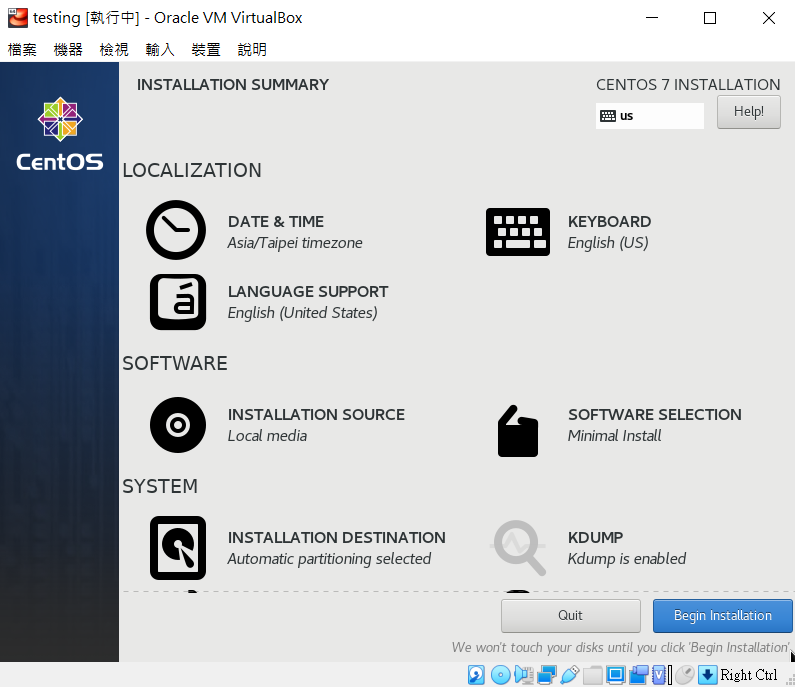 testing [執行中] - Oracle VM VirtualBox
檔案 機器 檢視 輸入 裝置 說明
INSTALLATION SUMMARY
CENTOS 7 INSTALLATION
us
Help!
CentOS
LOCALIZATION
DATE & TIME
Asia/Taipei timezone
KEYBOARD
English (US)
LANGUAGE SUPPORT
English (United States)
SOFTWARE
INSTALLATION SOURCE
Local media
SOFTWARE SELECTION
Minimal Install
SYSTEM
INSTALLATION DESTINATION
Automatic partitioning selected
KDUMP
Kdump is enabled
Quit
Begin Installation
We won't touch your disks until you click 'Begin Installation'.
Right Ctrl